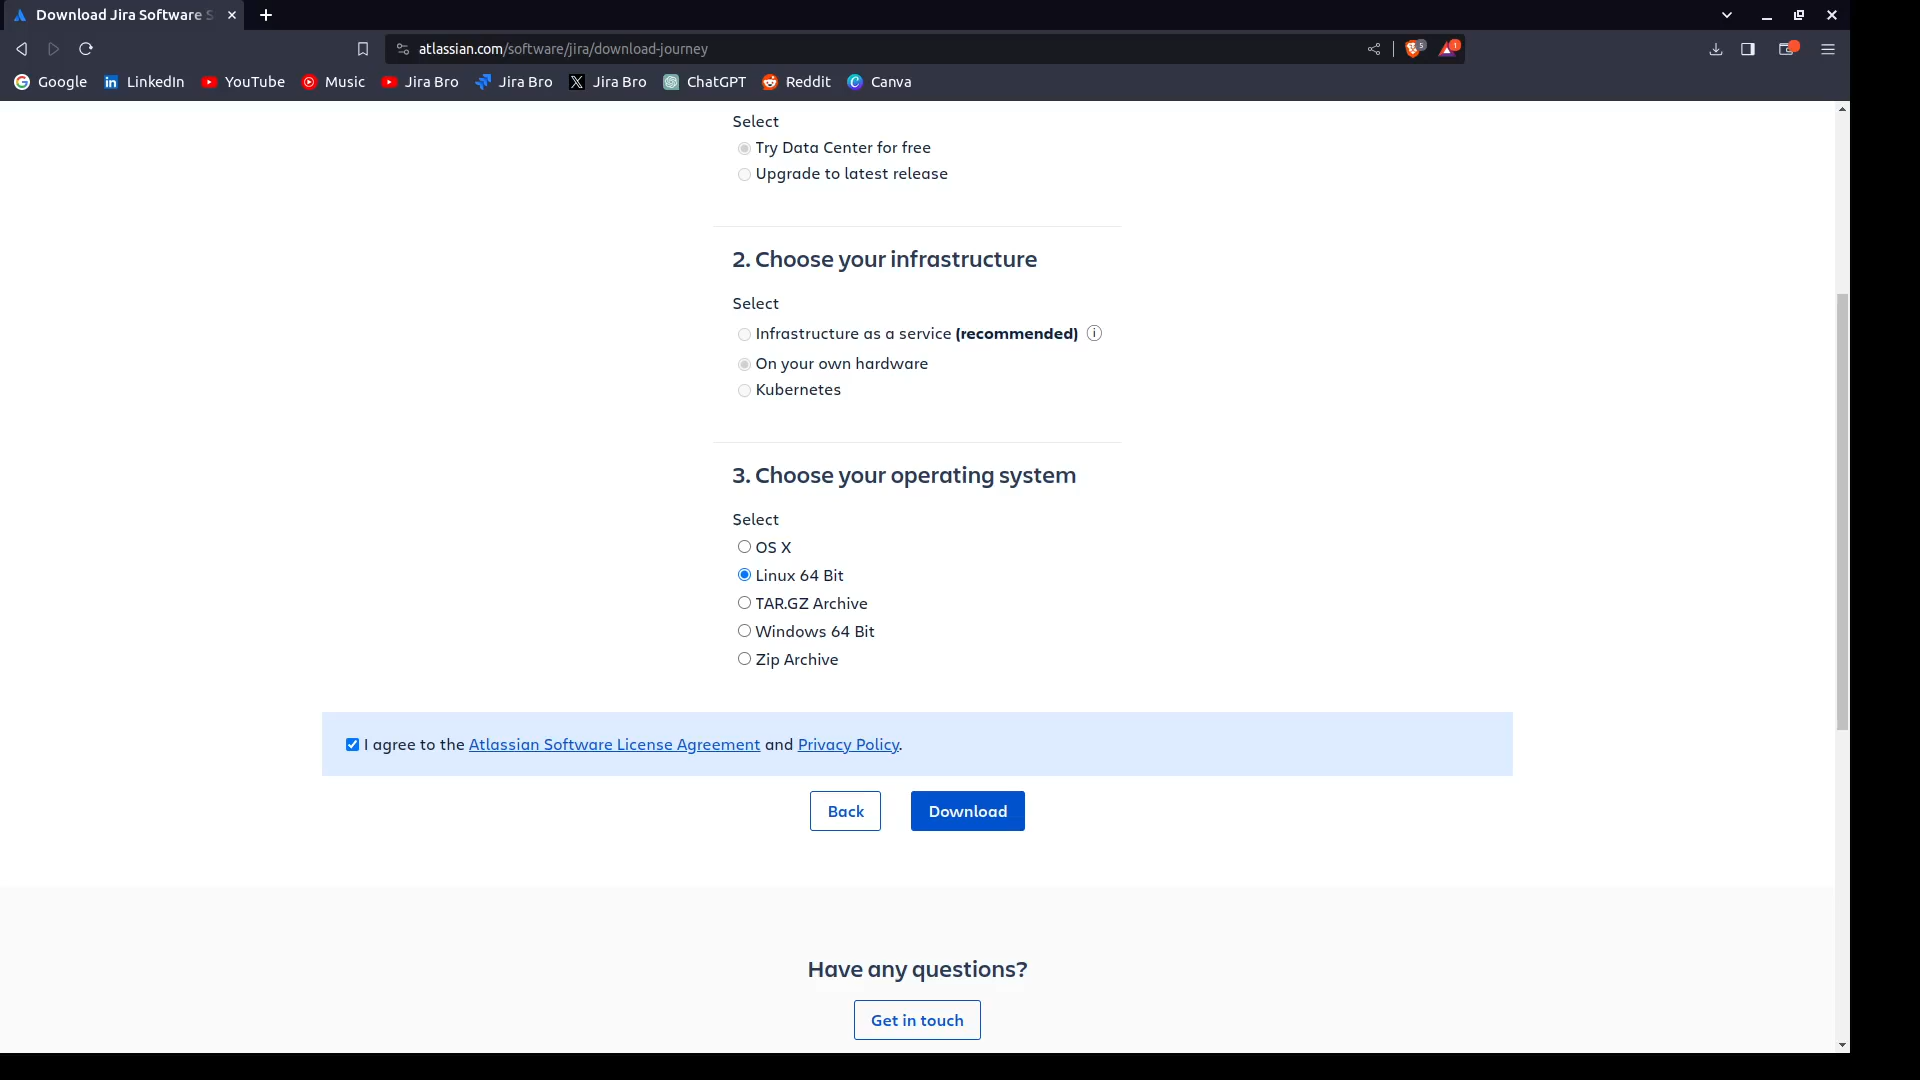 Download Jira Software S
atlassian.com/software/jira/download-journey
5
1
Google
LinkedIn
YouTube
Music
Jira Bro
Jira Bro
Jira Bro
ChatGPT
Reddit
Canva
Select
Try Data Center for free
Upgrade to latest release
2. Choose your infrastructure
Select
Infrastructure as a service (recommended)
On your own hardware
Kubernetes
3. Choose your operating system
Select
OS X
Linux 64 Bit
TAR.GZ Archive
Windows 64 Bit
Zip Archive
I agree to the Atlassian Software License Agreement and Privacy Policy.
Back
Download
Have any questions?
Get in touch